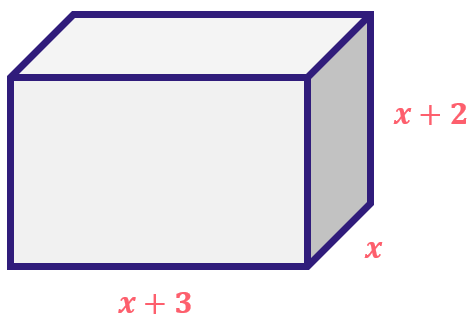 x + 2
x
x + 3